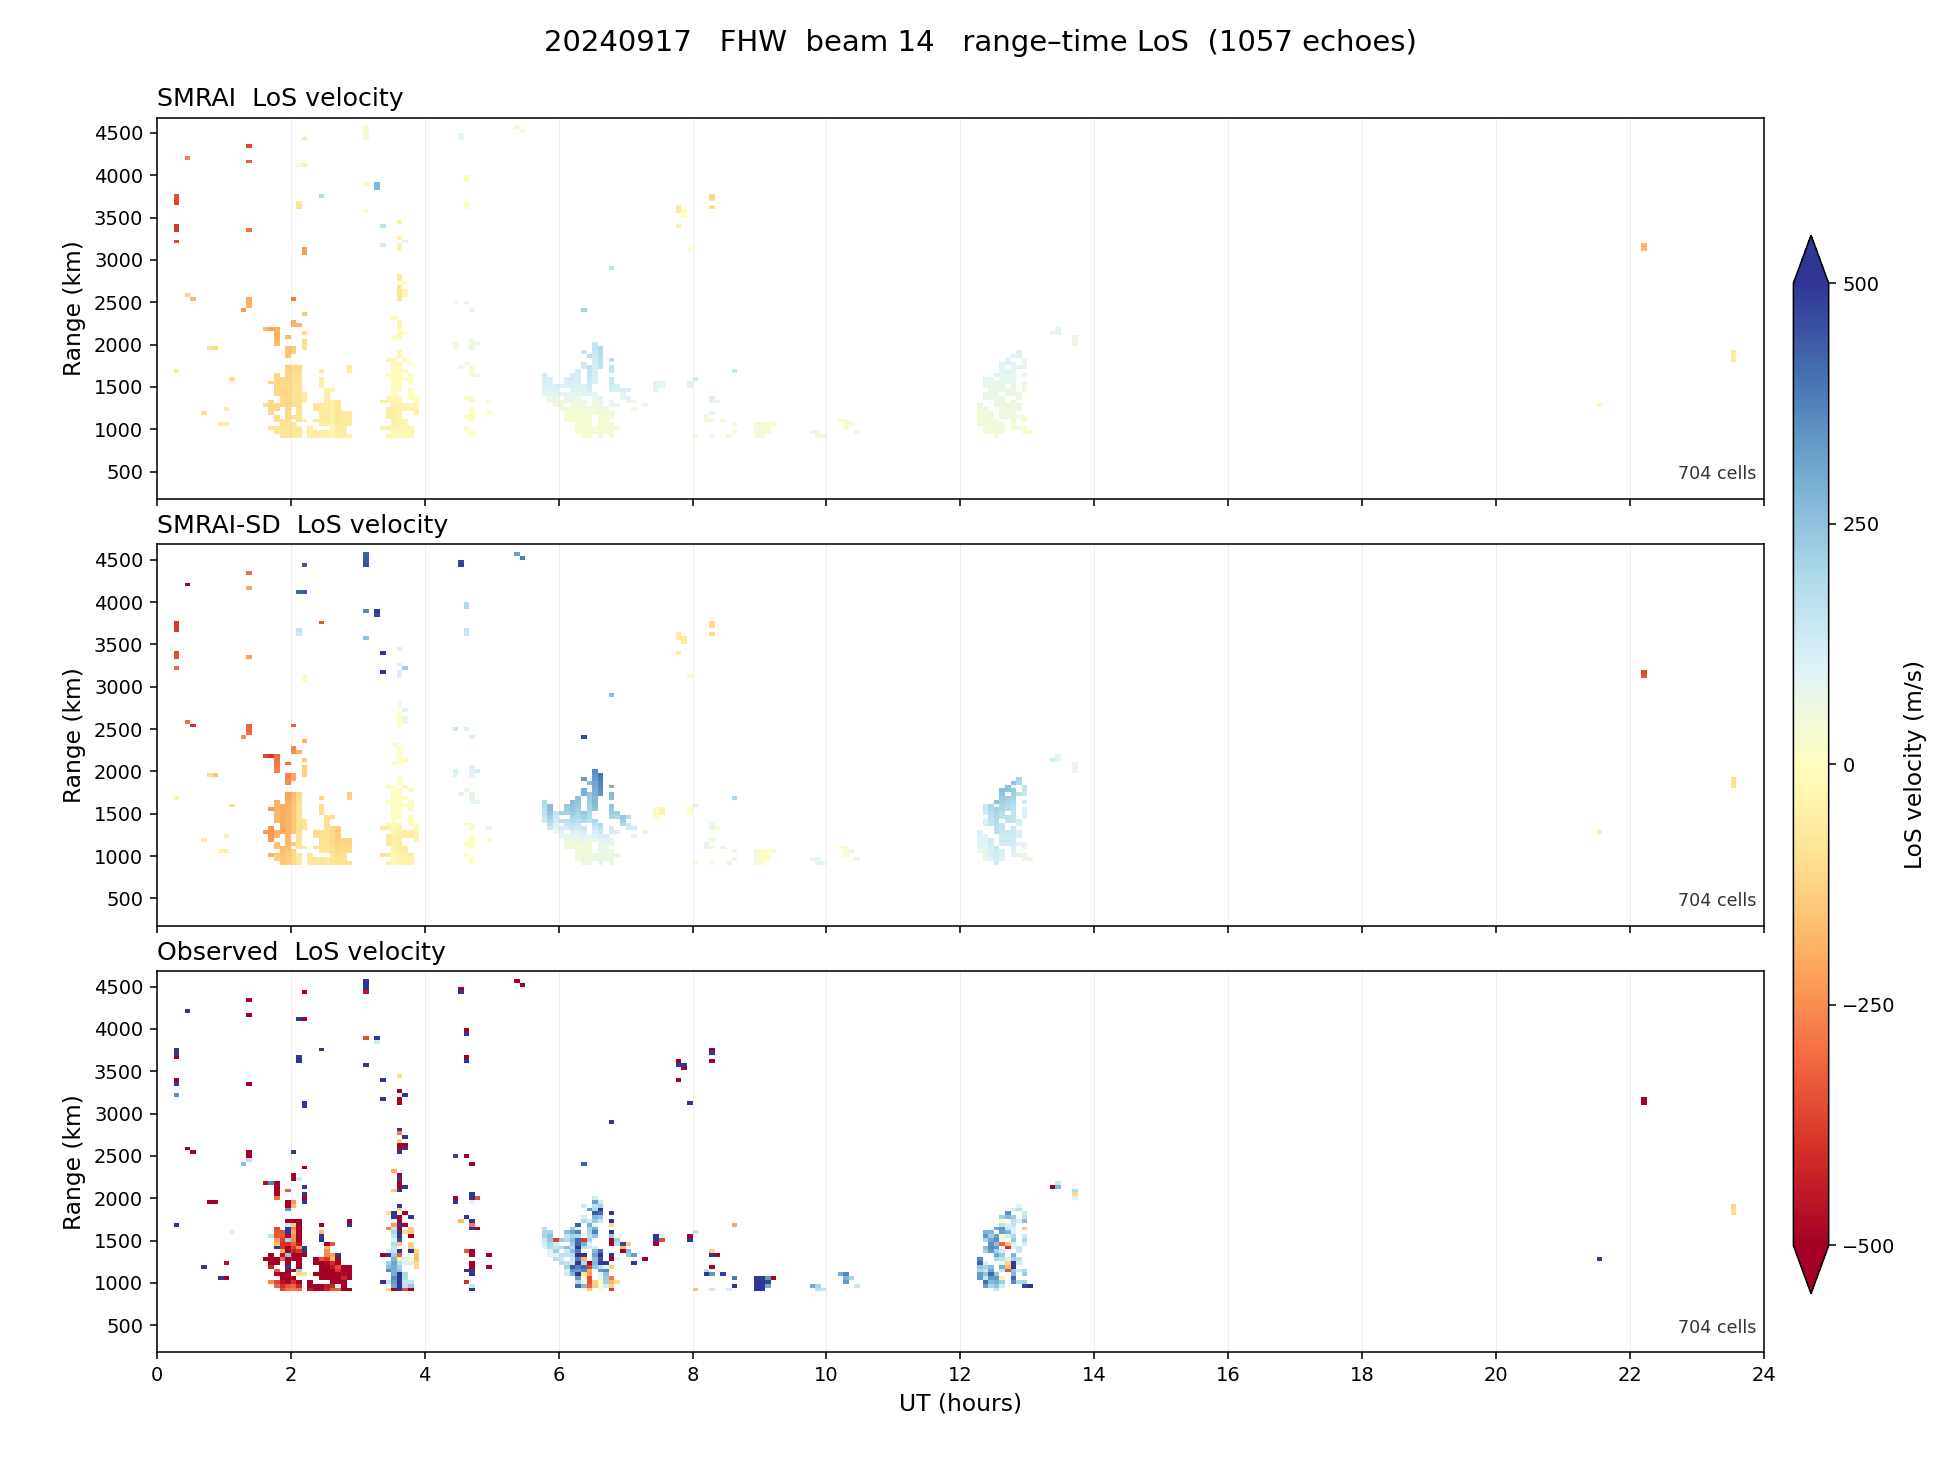 20240917   FHW  beam 14   range–time LoS  (1057 echoes)
SMRAI  LoS velocity
4500
4000
3500
3000
2500
2000
1500
1000
500
Range (km)
704 cells
SMRAI-SD  LoS velocity
4500
4000
3500
3000
2500
2000
1500
1000
500
Range (km)
704 cells
Observed  LoS velocity
4500
4000
3500
3000
2500
2000
1500
1000
500
Range (km)
704 cells
0 2 4 6 8 10 12 14 16 18 20 22 24
UT (hours)
500
250
0
−250
−500
LoS velocity (m/s)